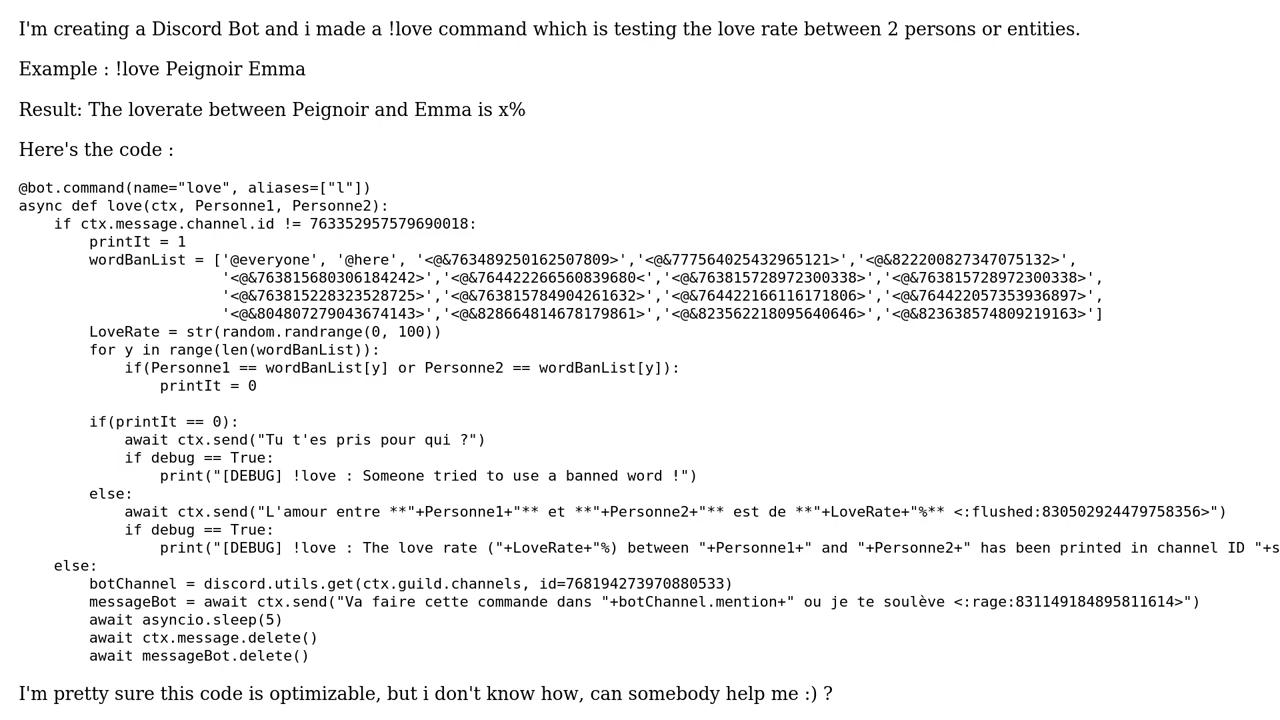 I'm creating a Discord Bot and i made a !love command which is testing the love rate between 2 persons or entities.
Example : !love Peignoir Emma
Result: The loverate between Peignoir and Emma is x%
Here's the code :
@bot.command(name="love", aliases=["l"])
async def love(ctx, Personne1, Personne2):
    if ctx.message.channel.id != 763352957579690018:
        printIt = 1
        wordBanList = ['@everyone', '@here', '<@&763489250162507809>','<@&777564025432965121>','<@&822200827347075132>',
                       '<@&763815680306184242>','<@&764422266560839680<','<@&763815728972300338>','<@&763815728972300338>',
                       '<@&763815228323528725>','<@&763815784904261632>','<@&764422166116171806>','<@&764422057353936897>',
                       '<@&804807279043674143>','<@&828664814678179861>','<@&823562218095640646>','<@&823638574809219163>']
        LoveRate = str(random.randrange(0, 100))
        for y in range(len(wordBanList)):
            if(Personne1 == wordBanList[y] or Personne2 == wordBanList[y]):
                printIt = 0
        if(printIt == 0):
            await ctx.send("Tu t'es pris pour qui ?")
            if debug == True:
                print("[DEBUG] !love : Someone tried to use a banned word !")
        else:
            await ctx.send("L'amour entre **"+Personne1+"** et **"+Personne2+"** est de **"+LoveRate+"%** <:flushed:830502924479758356>")
            if debug == True:
                print("[DEBUG] !love : The love rate ("+LoveRate+"%) between "+Personne1+" and "+Personne2+" has been printed in channel ID "+s
    else:
        botChannel = discord.utils.get(ctx.guild.channels, id=768194273970880533)
        messageBot = await ctx.send("Va faire cette commande dans "+botChannel.mention+" ou je te soulève <:rage:831149184895811614>")
        await asyncio.sleep(5)
        await ctx.message.delete()
        await messageBot.delete()
I'm pretty sure this code is optimizable, but i don't know how, can somebody help me :) ?